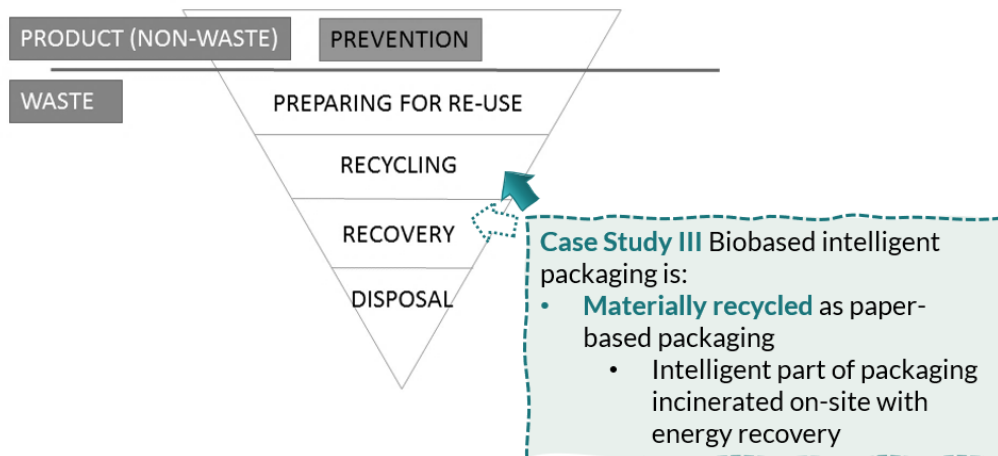 PRODUCT (NON-WASTE)
PREVENTION
WASTE
PREPARING FOR RE-USE
RECYCLING
RECOVERY
DISPOSAL
Case Study III Biobased intelligent
packaging is:
• Materially recycled as paper-
based packaging
• Intelligent part of packaging
incinerated on-site with
energy recovery